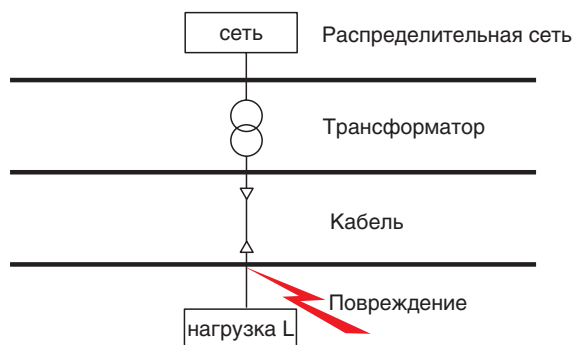 сеть
Распределительная сеть
Трансформатор
Кабель
Повреждение
нагрузка L